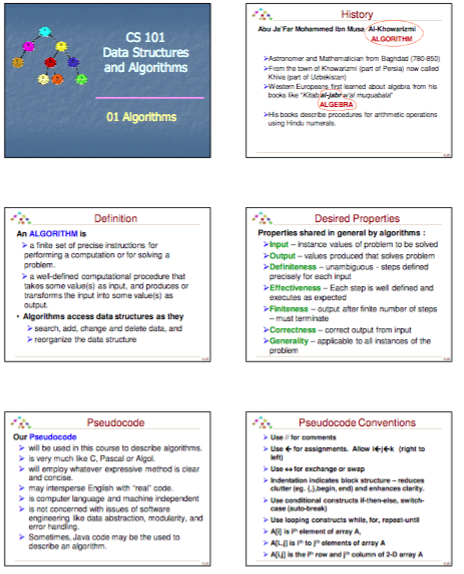 CS 101
Data Structures
and Algorithms
01 Algorithms
History
Abu Ja'Far Mohammed Ibn Musa Al-Khowarizmi
ALGORITHM
➢Astronomer and Mathematician from Baghdad (780-850)
➢From the town of Khowarizmi (part of Persia) now called
Khiva (part of Uzbekiscan)
➢Western Europeans first learned about algebra from his
books like "Kitab al-jabr w'al muquabala"
ALGEBRA
➢His books describe procedures for arithmetic operations
using Hindu numerals.
Definition
An ALGORITHM is
➢ a finite set of precise instructions for
performing a computation or for solving a
problem.
➢ a well-defined computational procedure that
takes some value(s) as input, and produces or
transforms the input into some value(s) as
output.
• Algorithms access data structures as they
➢ search, add, change and delete data, and
➢ reorganize the data structure
Desired Properties
Properties shared in general by algorithms :
➢Input – instance values of problem to be solved
➢Output – values produced that solves problem
➢Definiteness – unambiguous - steps defined
precisely for each input
➢Effectiveness – Each step is well defined and
executes as expected
➢Finiteness – output after finite number of steps
– must terminate
➢Correctness – correct output from input
➢Generality – applicable to all instances of the
problem
Pseudocode
Our Pseudocode
➢ will be used in this course to describe algorithms.
➢ is very much like C, Pascal or Algol.
➢ will employ whatever expressive method is clear
and concise.
➢ may intersperse English with "real" code.
➢ is computer language and machine independent
➢ is not concerned with issues of software
engineering like data abstraction, modularity, and
error handling.
➢ Sometimes, Java code may be used to
describe an algorithm.
Pseudocode Conventions
➢ Use // for comments
➢ Use ← for assignments. Allow i←j←k (right to
left)
➢ Use ↔ for exchange or swap
➢ Indentation indicates block structure – reduces
clutter (eg. {,},begin, end) and enhances clarity.
➢ Use conditional constructs if-then-else, switch-
case (auto-break)
➢ Use looping constructs while, for, repeat-until
➢ A[i] is iᵗʰ element of array A,
➢ A[i..j] is iᵗʰ to jᵗʰ elements of array A
➢ A[i,j] is the iᵗʰ row and jᵗʰ column of 2-D array A